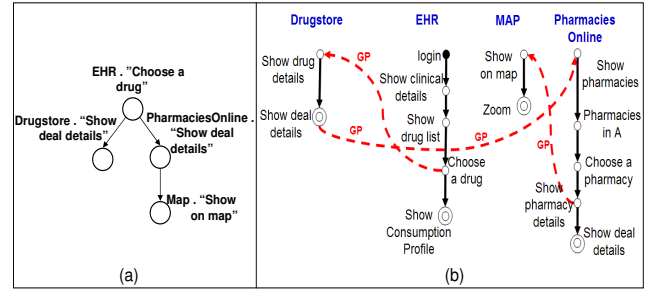 EHR . "Choose a
drug"
Drugstore . "Show
deal details"
PharmaciesOnline .
"Show deal
details"
Map . "Show
on map"
(a)
Drugstore
EHR
MAP
Pharmacies
Online
Show drug
details
Show deal
details
GP
login
Show clinical
details
Show
drug list
Choose
a drug
Show
Consumption
Profile
GP
GP
Show
on map
Zoom
GP
Show
pharmacies
Pharmacies
in A
Choose a
pharmacy
Show
pharmacy
details
Show deal
details
(b)